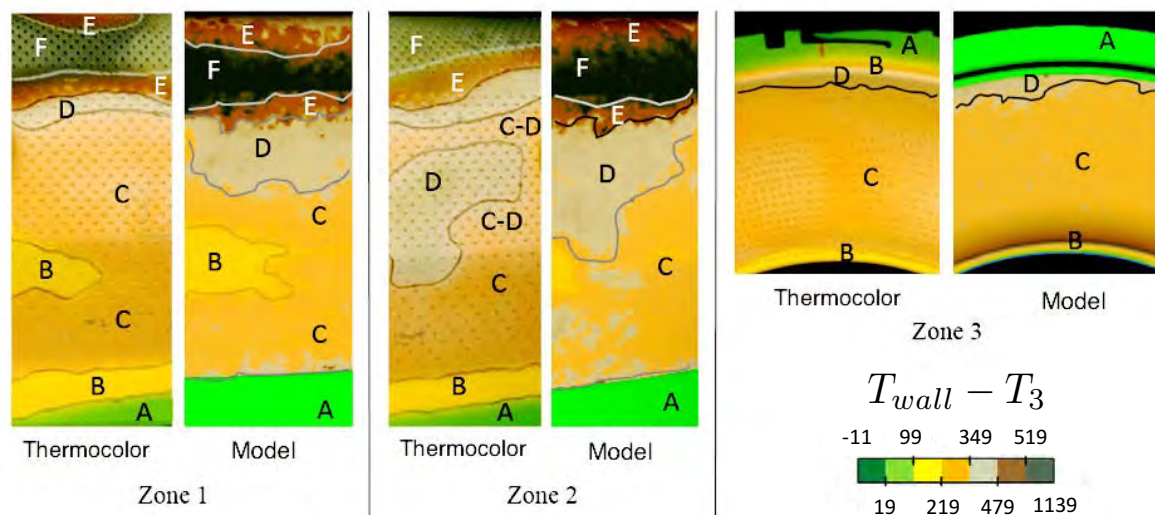 E
F
E
D
C
B
C
B
A
Thermocolor
E
F
E
D
C
B
C
A
Model
Zone 1
F
E
D
C-D
D
C-D
C
B
A
Thermocolor
E
F
E
D
C
A
Model
Zone 2
A
B
D
C
B
Thermocolor
A
D
C
B
Model
Zone 3
T_wall − T_3
-11 99 349 519
19 219 479 1139